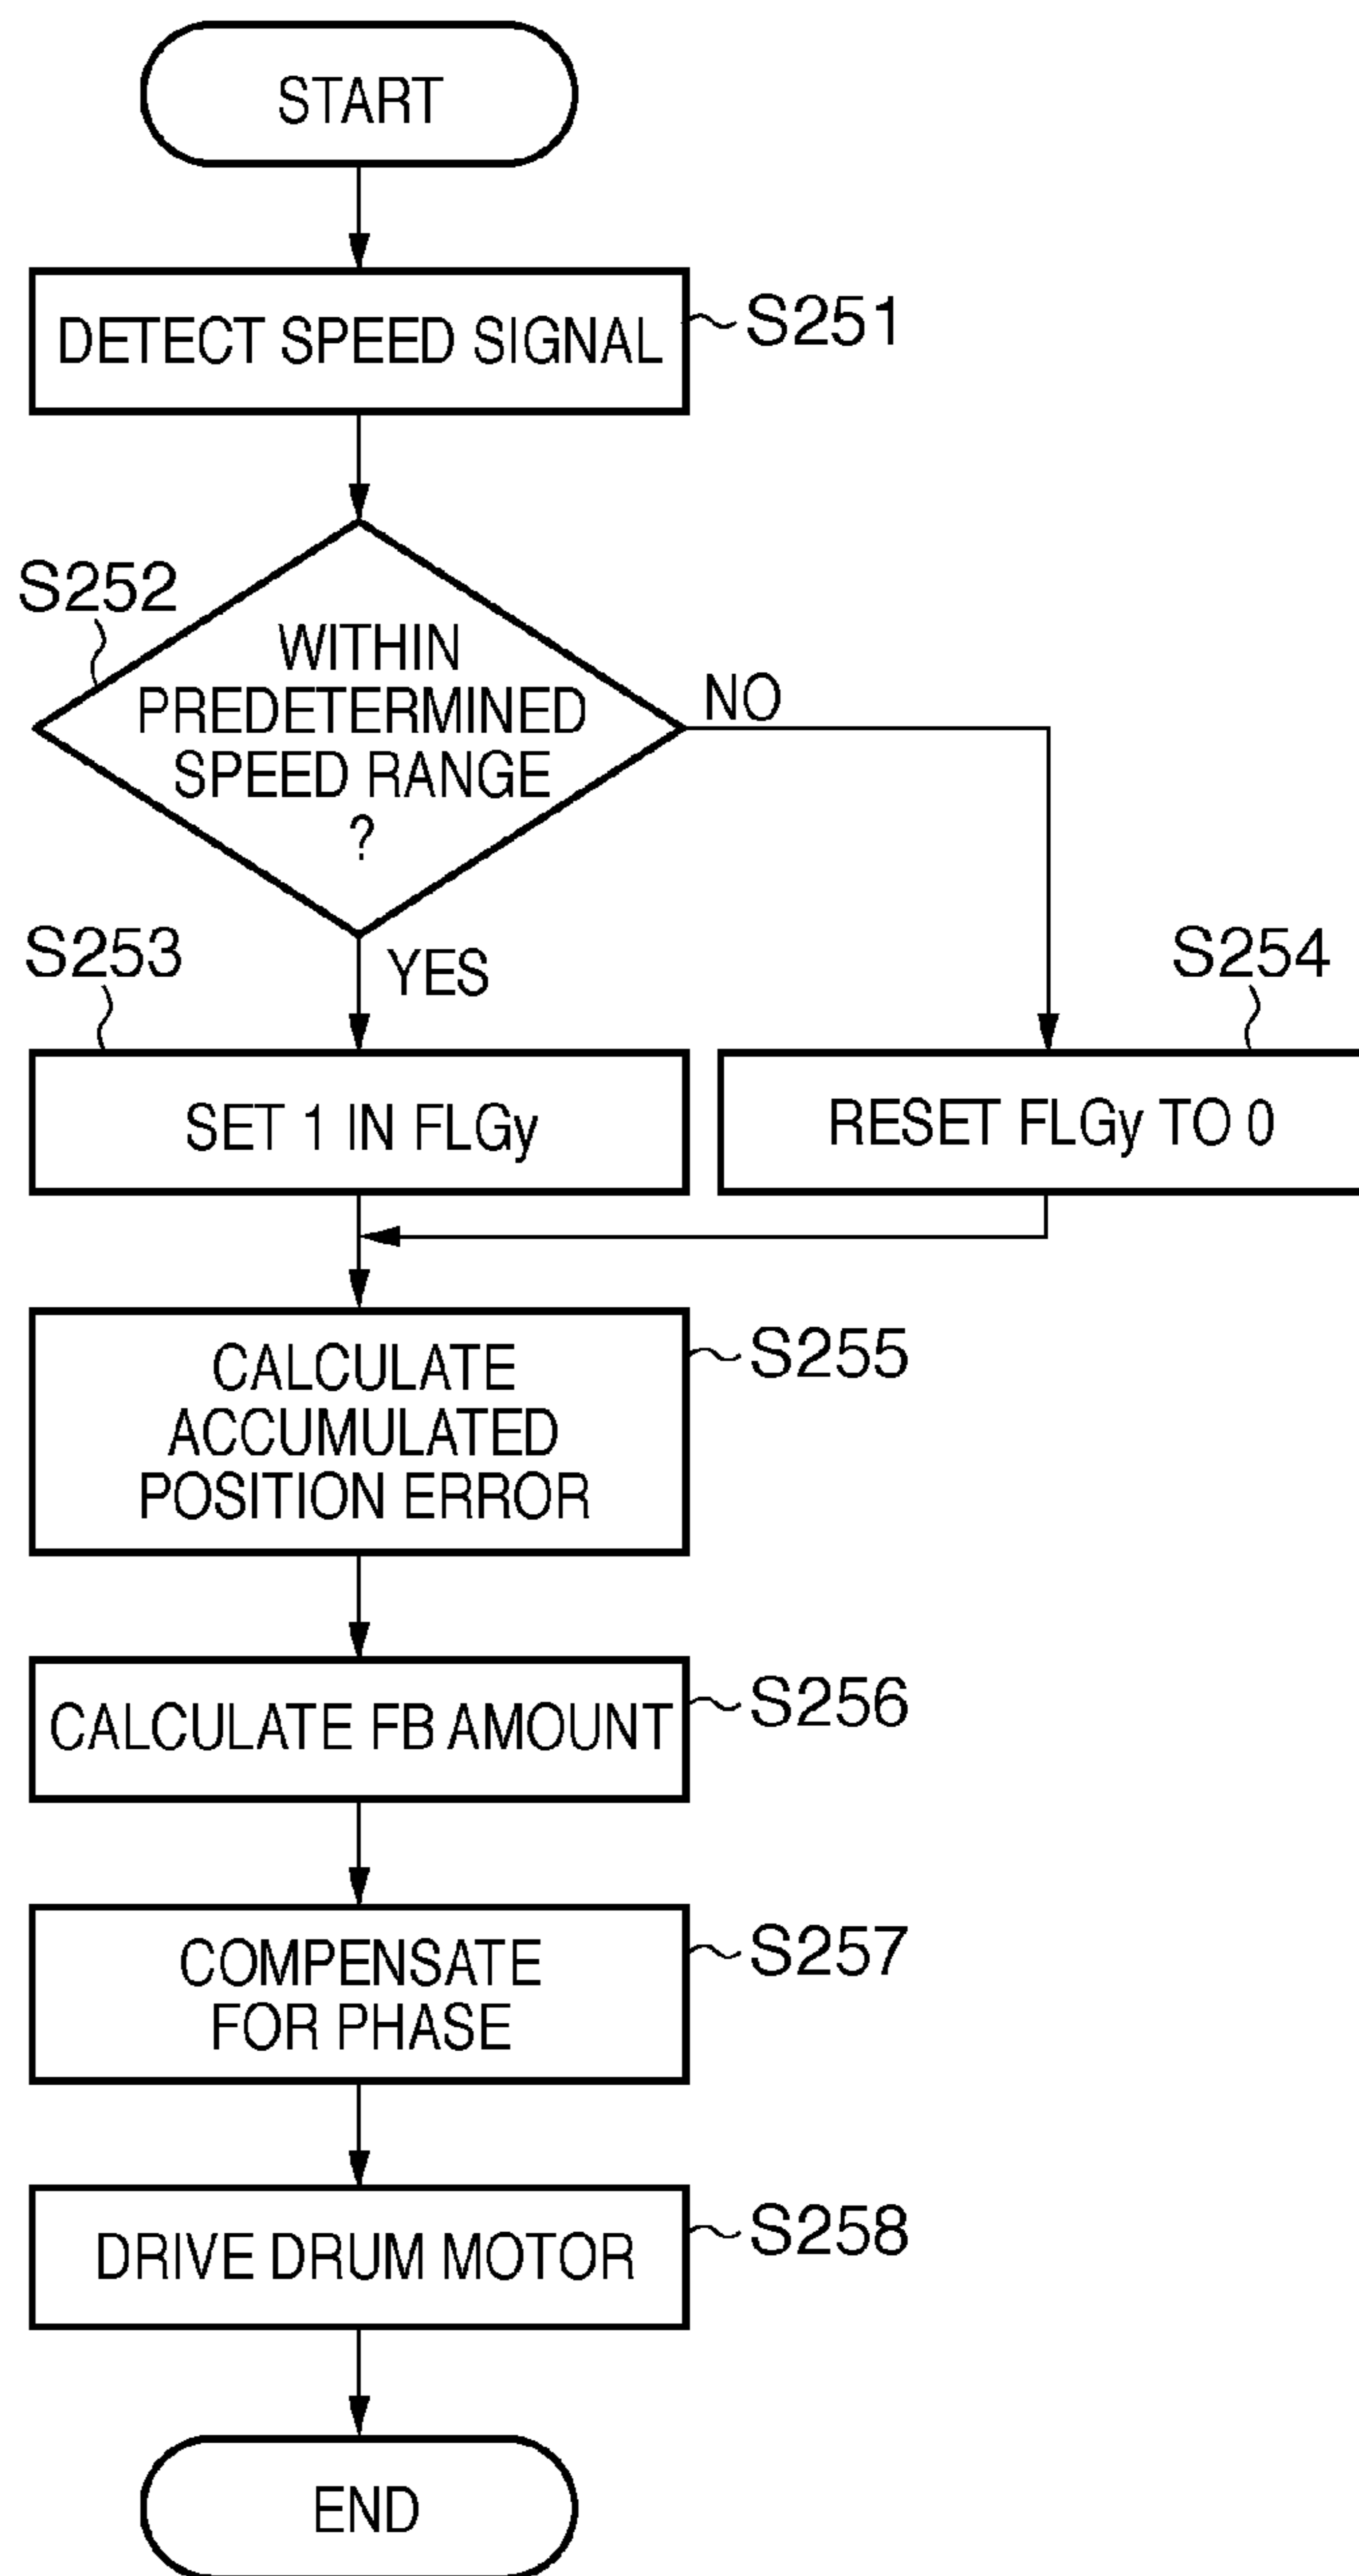 START
DETECT SPEED SIGNAL
S251
S252
WITHIN
PREDETERMINED
SPEED RANGE
?
NO
YES
S253
S254
SET 1 IN FLGy
RESET FLGy TO 0
CALCULATE
ACCUMULATED
POSITION ERROR
S255
CALCULATE FB AMOUNT
S256
COMPENSATE
FOR PHASE
S257
DRIVE DRUM MOTOR
S258
END